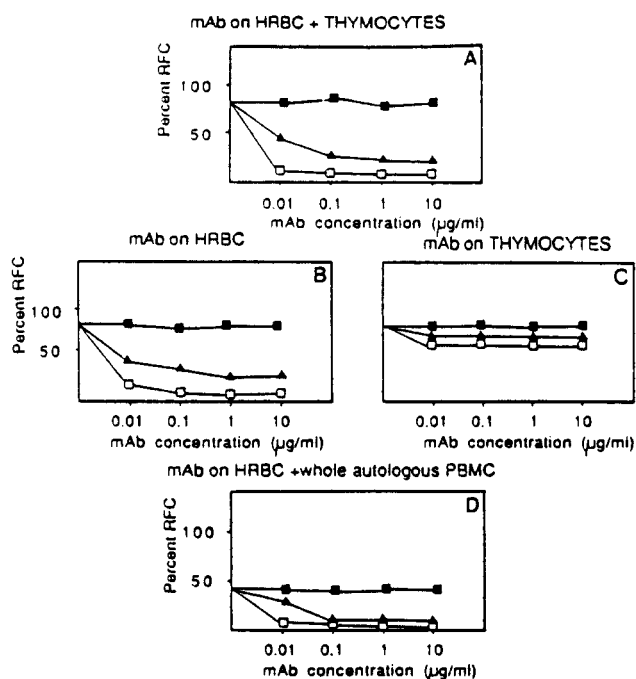 mAb on HRBC + THYMOCYTES
A
Percent RFC
100
50
0.01 0.1 1 10
mAb concentration (µg/ml)
mAb on HRBC
B
Percent RFC
100
50
0.01 0.1 1 10
mAb concentration (µg/ml)
mAb on THYMOCYTES
C
0.01 0.1 1 10
mAb concentration (µg/ml)
mAb on HRBC +whole autologous PBMC
D
Percent RFC
100
50
0.01 0.1 1 10
mAb concentration (µg/ml)